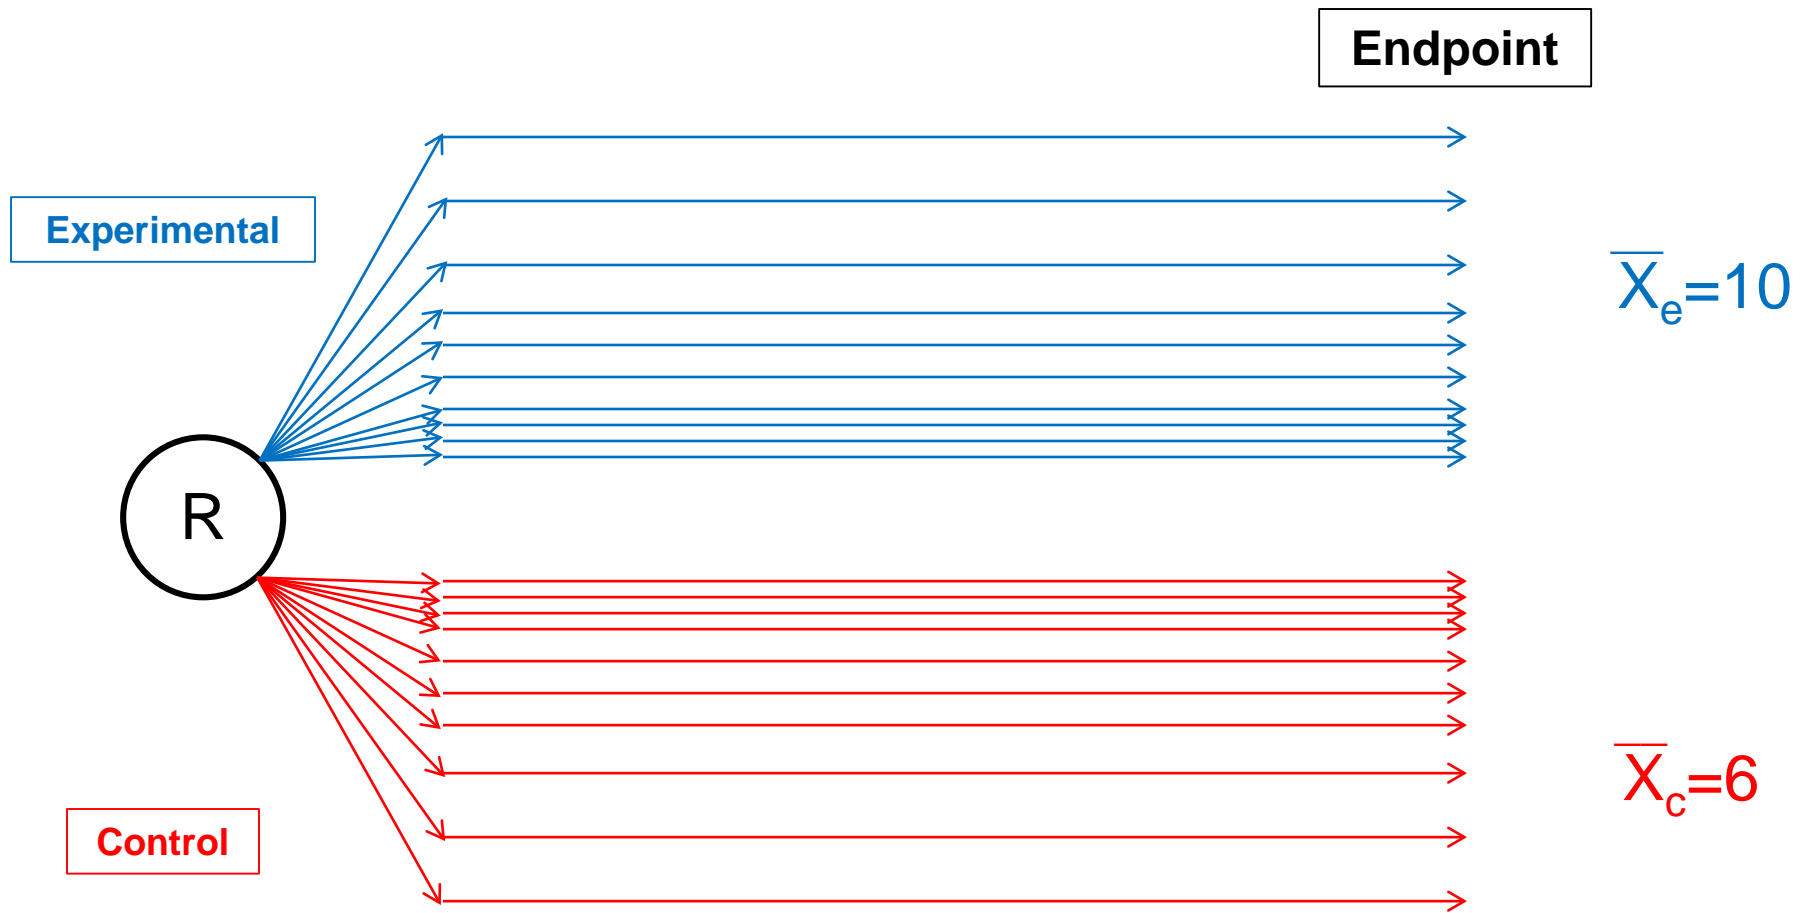 Endpoint
Experimental
X̅e=10
R
X̅c=6
Control